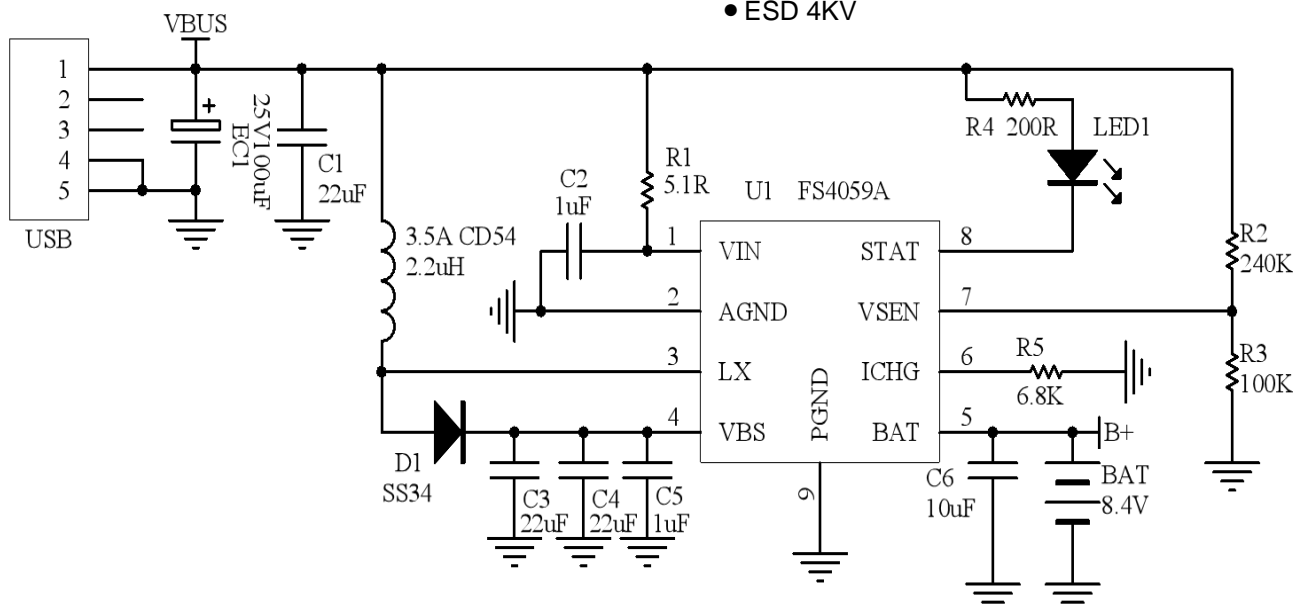 ● ESD 4KV
VBUS
1
2
3
4
5
USB
+
25V100uF
EC1
C1
22uF
3.5A CD54
2.2uH
C2
1uF
R1
5.1R
U1 FS4059A
R4 200R
LED1
1 VIN
2 AGND
3 LX
4 VBS
PGND
9
STAT 8
VSEN 7
ICHG 6
BAT 5
R2
240K
R3
100K
R5
6.8K
B+
D1
SS34
C3
22uF
C4
22uF
C5
1uF
C6
10uF
BAT
8.4V